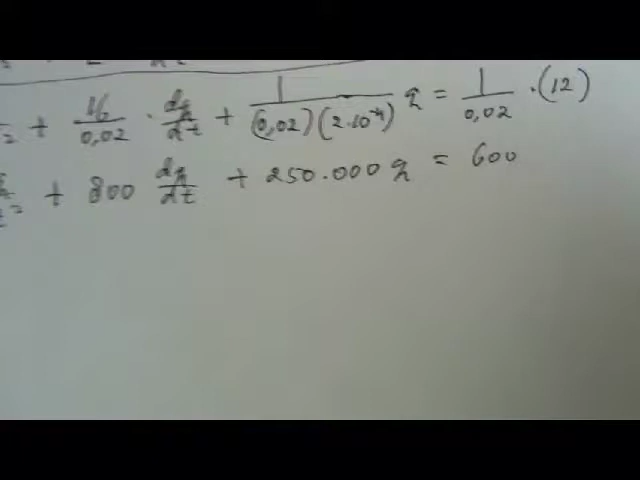 + 16/0,02 · dq/dt + 1/(0,02)(2·10⁻⁴) q = 1/0,02 · (12)
+ 800 dq/dt + 250.000 q = 600